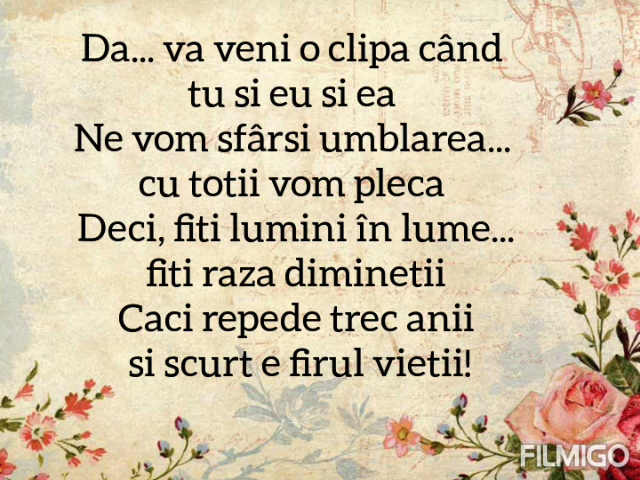 Da... va veni o clipa când
tu si eu si ea
Ne vom sfârsi umblarea...
cu totii vom pleca
Deci, fiti lumini în lume...
fiti raza diminetii
Caci repede trec anii
si scurt e firul vietii!
FILMIGO